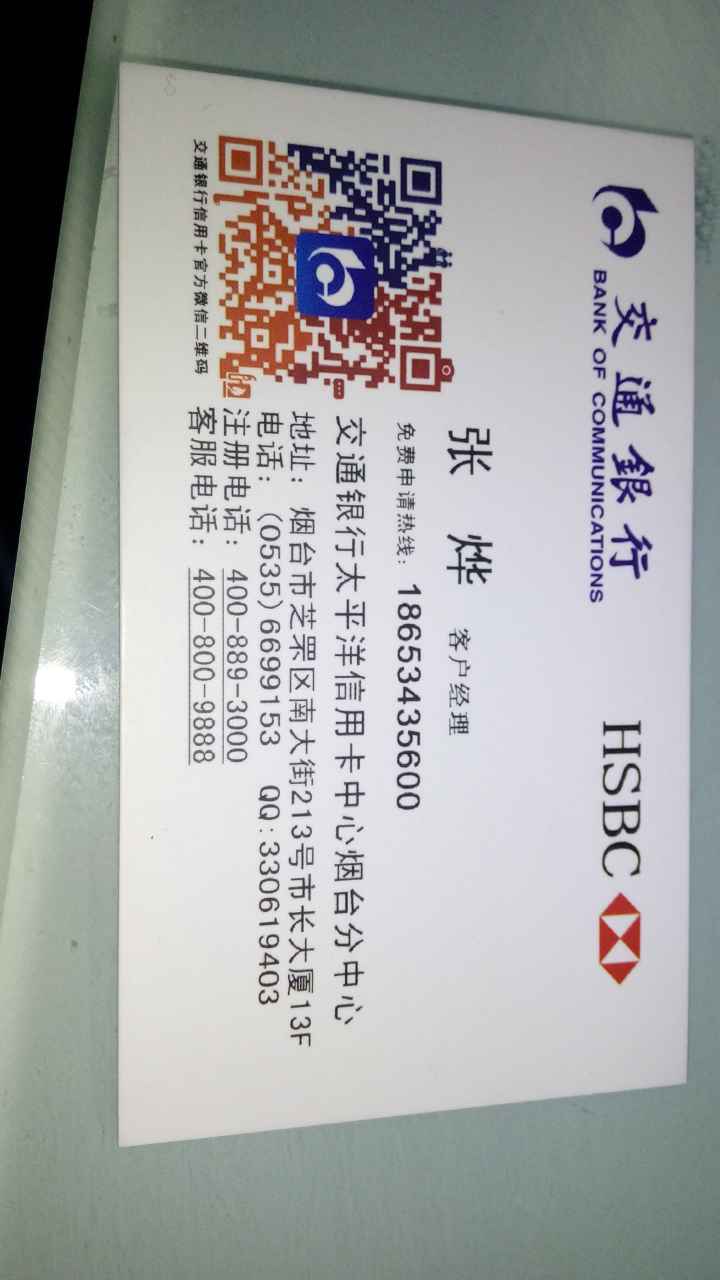 交通銀行
BANK OF COMMUNICATIONS
HSBC
张 烨 客户经理
免费申请热线: 18653435600
交通银行太平洋信用卡中心烟台分中心
地址: 烟台市芝罘区南大街213号市长大厦13F
电话: (0535)6699153 QQ:330619403
注册电话: 400-889-3000
客服电话: 400-800-9888
交通银行信用卡官方微信二维码